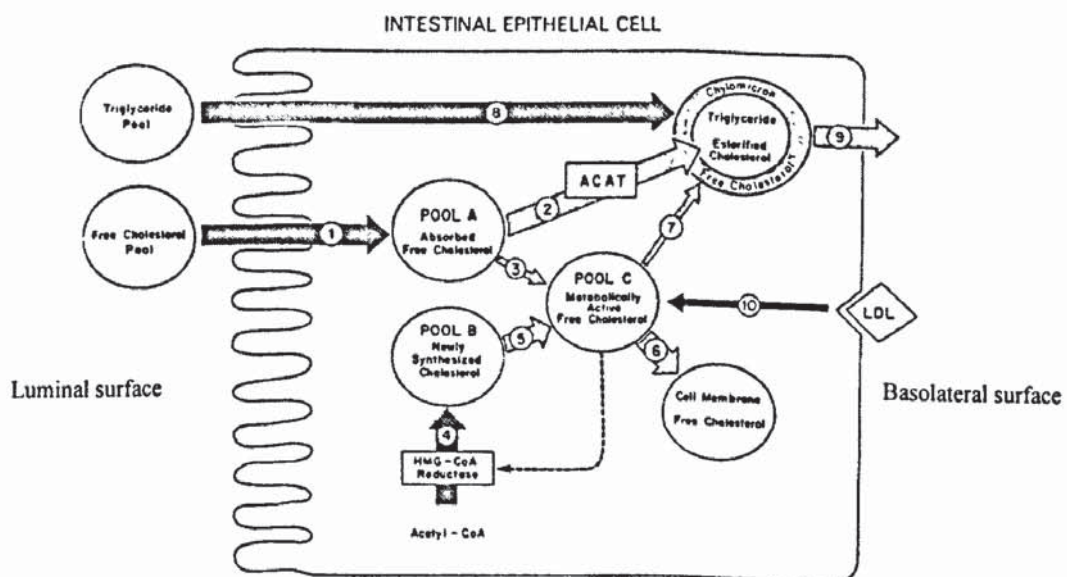 INTESTINAL EPITHELIAL CELL
Triglyceride
Pool
8
Chylomicron
Triglyceride
Esterified
Cholesterol
Free Cholesterol
9
ACAT
2
Free Cholesterol
Pool
1
POOL A
Absorbed
Free Cholesterol
3
7
POOL C
Metabolically
Active
Free Cholesterol
10
LDL
POOL B
Newly
Synthesized
Cholesterol
5
6
Luminal surface
Basolateral surface
Cell Membrane
Free Cholesterol
4
HMG-CoA
Reductase
Acetyl-CoA